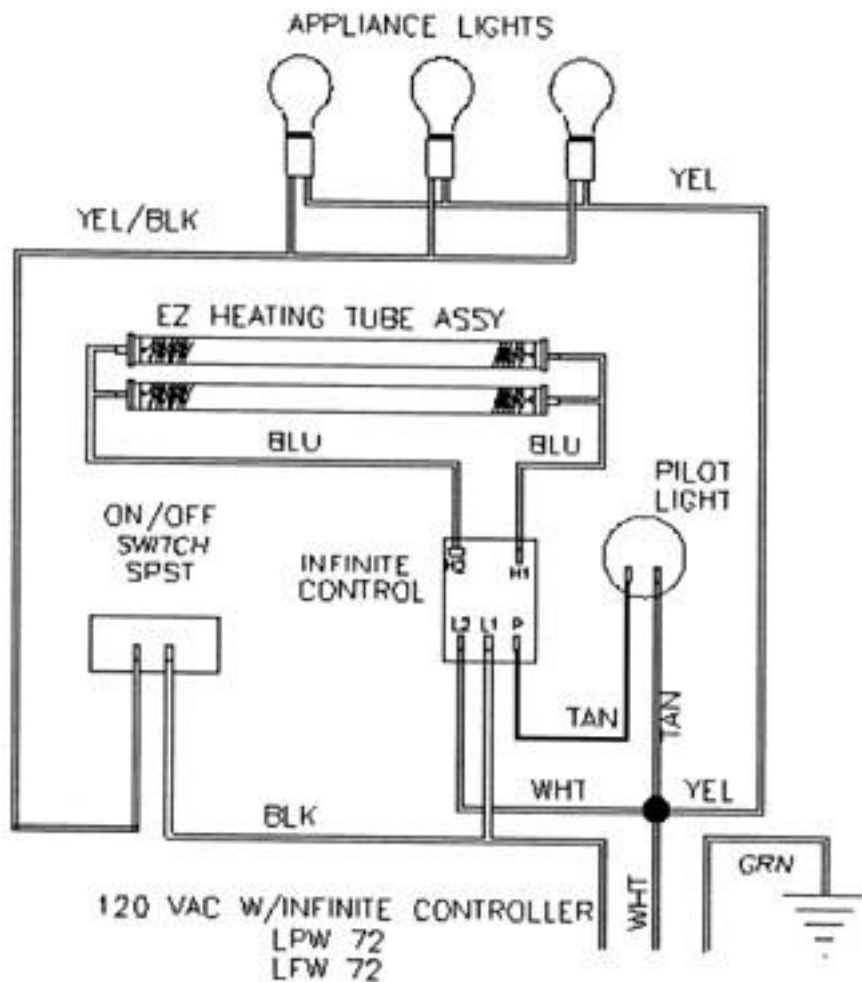 APPLIANCE LIGHTS
YEL
YEL/BLK
EZ HEATING TUBE ASSY
BLU
BLU
PILOT
LIGHT
ON/OFF
SWITCH
SPST
INFINITE
CONTROL
H2
H1
L2
L1
P
TAN
TAN
WHT
YEL
BLK
GRN
WHT
120 VAC W/INFINITE CONTROLLER
LPW 72
LFW 72